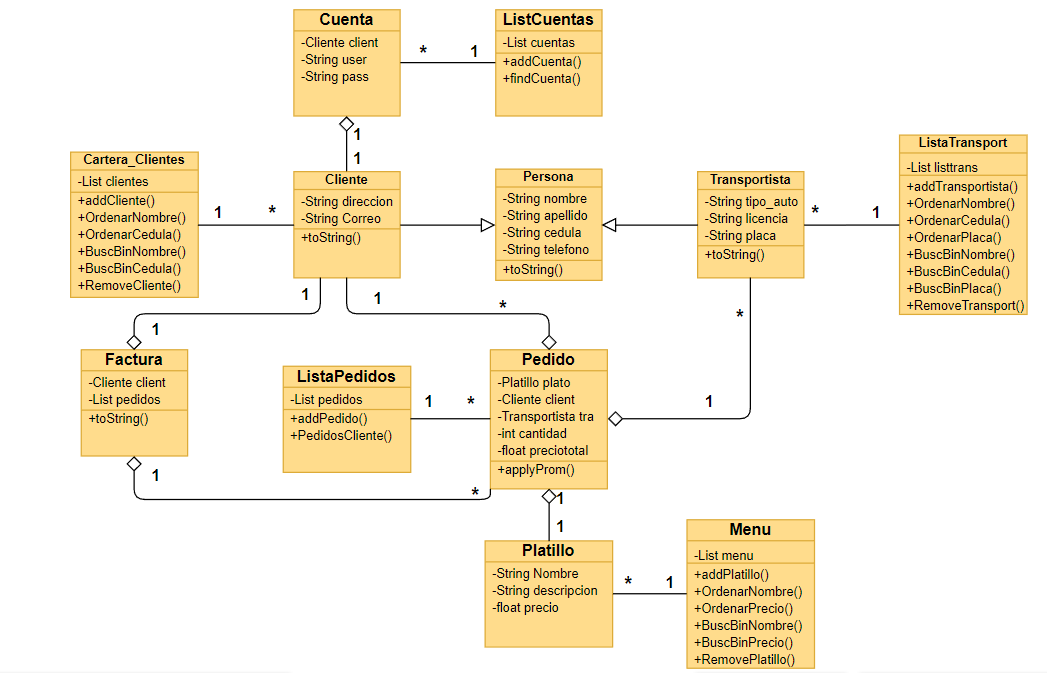 Cuenta
-Cliente client
-String user
-String pass
*
1
ListCuentas
-List cuentas
+addCuenta()
+findCuenta()
1
1
Cartera_Clientes
-List clientes
+addCliente()
+OrdenarNombre()
+OrdenarCedula()
+BuscBinNombre()
+BuscBinCedula()
+RemoveCliente()
1
*
Cliente
-String direccion
-String Correo
+toString()
Persona
-String nombre
-String apellido
-String cedula
-String telefono
+toString()
Transportista
-String tipo_auto
-String licencia
-String placa
+toString()
*
1
ListaTransport
-List listtrans
+addTransportista()
+OrdenarNombre()
+OrdenarCedula()
+OrdenarPlaca()
+BuscBinNombre()
+BuscBinCedula()
+BuscBinPlaca()
+RemoveTransport()
1
1
1
*
*
1
Factura
-Cliente client
-List pedidos
+toString()
1
*
ListaPedidos
-List pedidos
+addPedido()
+PedidosCliente()
1
*
Pedido
-Platillo plato
-Cliente client
-Transportista tra
-int cantidad
-float preciototal
+applyProm()
1
1
Platillo
-String Nombre
-String descripcion
-float precio
*
1
Menu
-List menu
+addPlatillo()
+OrdenarNombre()
+OrdenarPrecio()
+BuscBinNombre()
+BuscBinPrecio()
+RemovePlatillo()